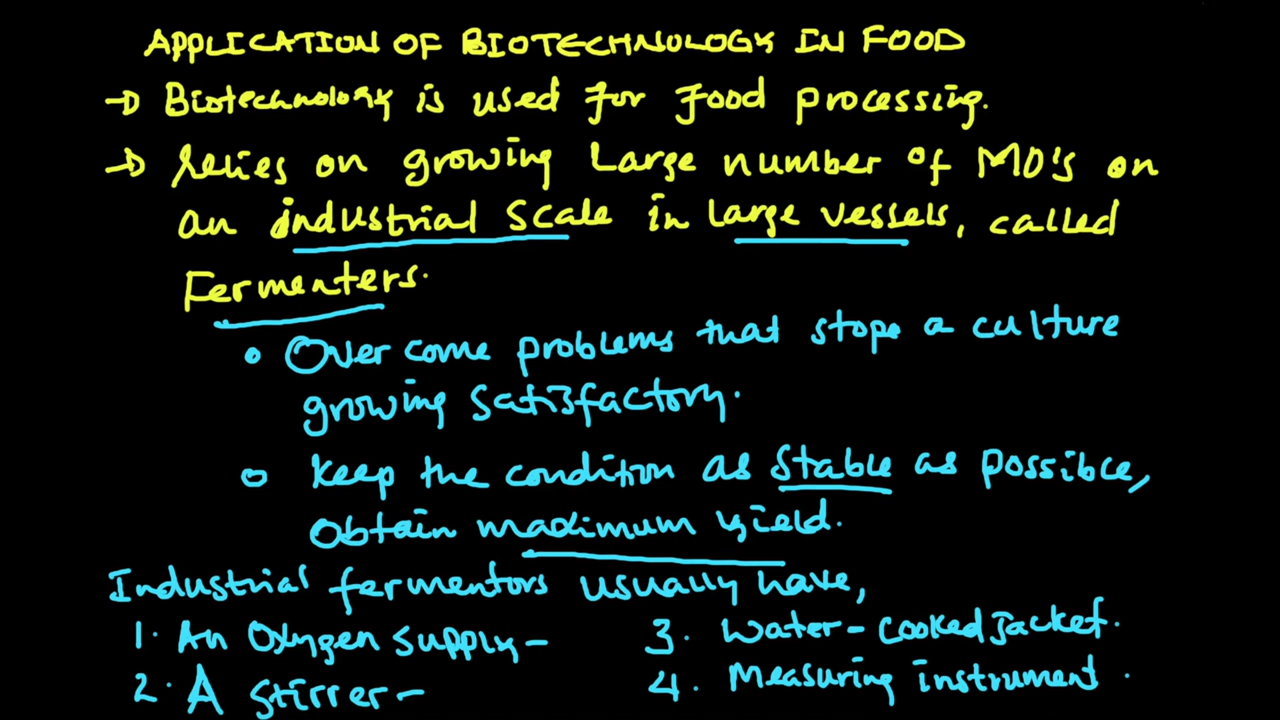 APPLICATION OF BIOTECHNOLOGY IN FOOD
→ Biotechnology is used for food processing.
→ Relies on growing Large number of MO's on
an industrial Scale in large vessels, called
Fermenters.
• Over come problems that stops a culture
growing satisfactory.
○ Keep the condition as stable as possible,
Obtain maximum yield.
Industrial fermentors usually have,
1. An Oxygen supply –
2. A stirrer –
3. Water – cooked jacket.
4. Measuring instrument.